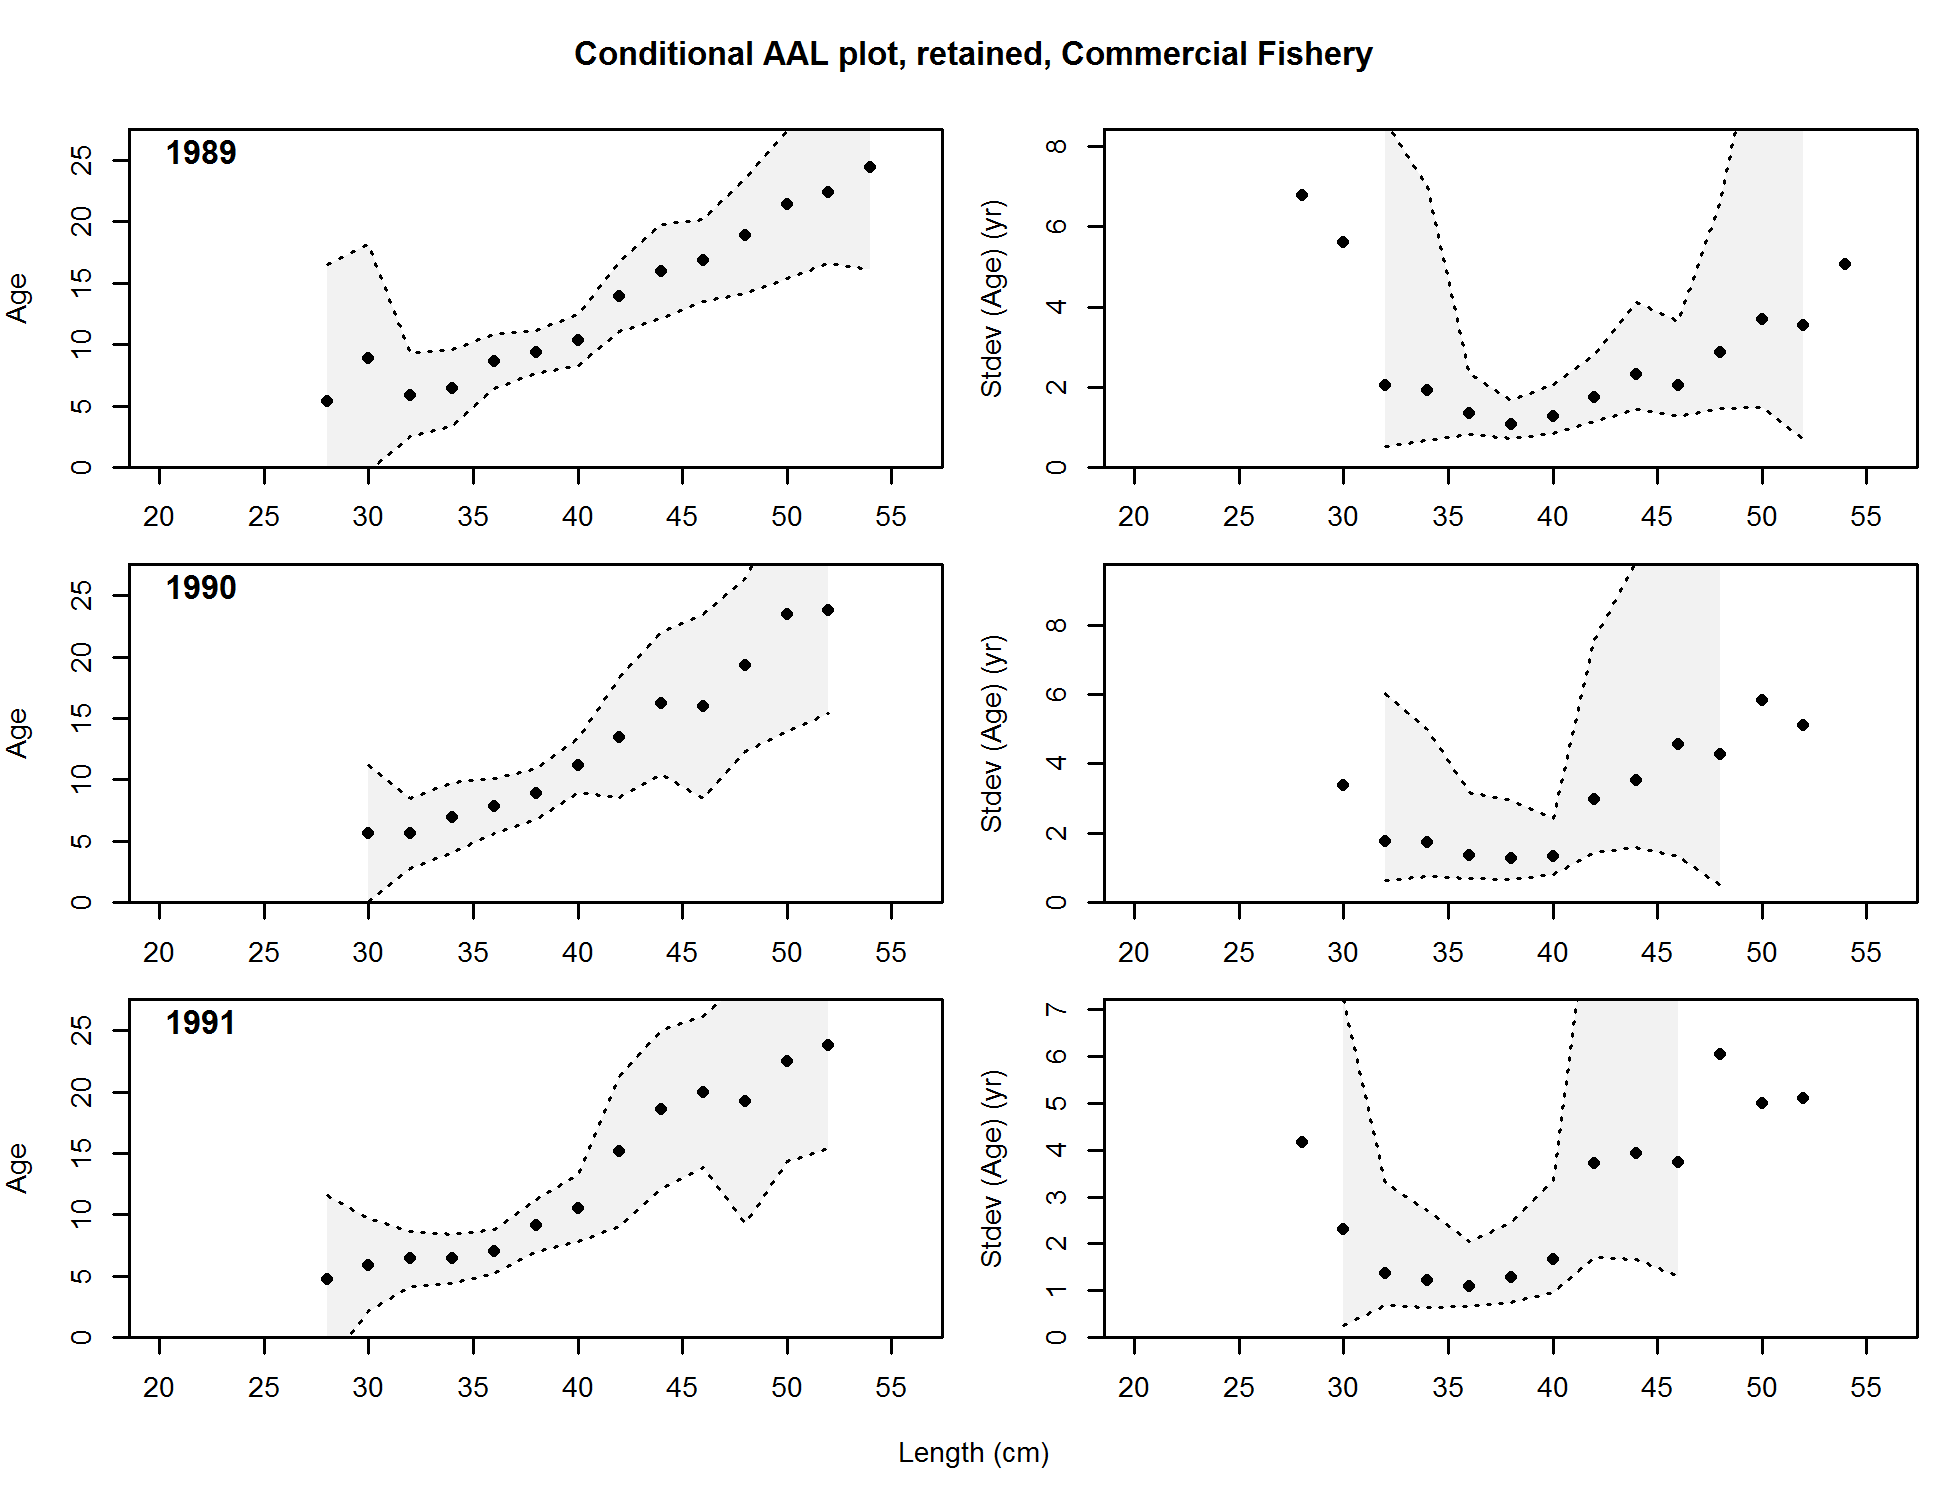 Conditional AAL plot, retained, Commercial Fishery
1989
Age
0 5 10 15 20 25
20 25 30 35 40 45 50 55
Stdev (Age) (yr)
0 2 4 6 8
20 25 30 35 40 45 50 55
1990
Age
0 5 10 15 20 25
20 25 30 35 40 45 50 55
Stdev (Age) (yr)
0 2 4 6 8
20 25 30 35 40 45 50 55
1991
Age
0 5 10 15 20 25
20 25 30 35 40 45 50 55
Stdev (Age) (yr)
0 1 2 3 4 5 6 7
20 25 30 35 40 45 50 55
Length (cm)